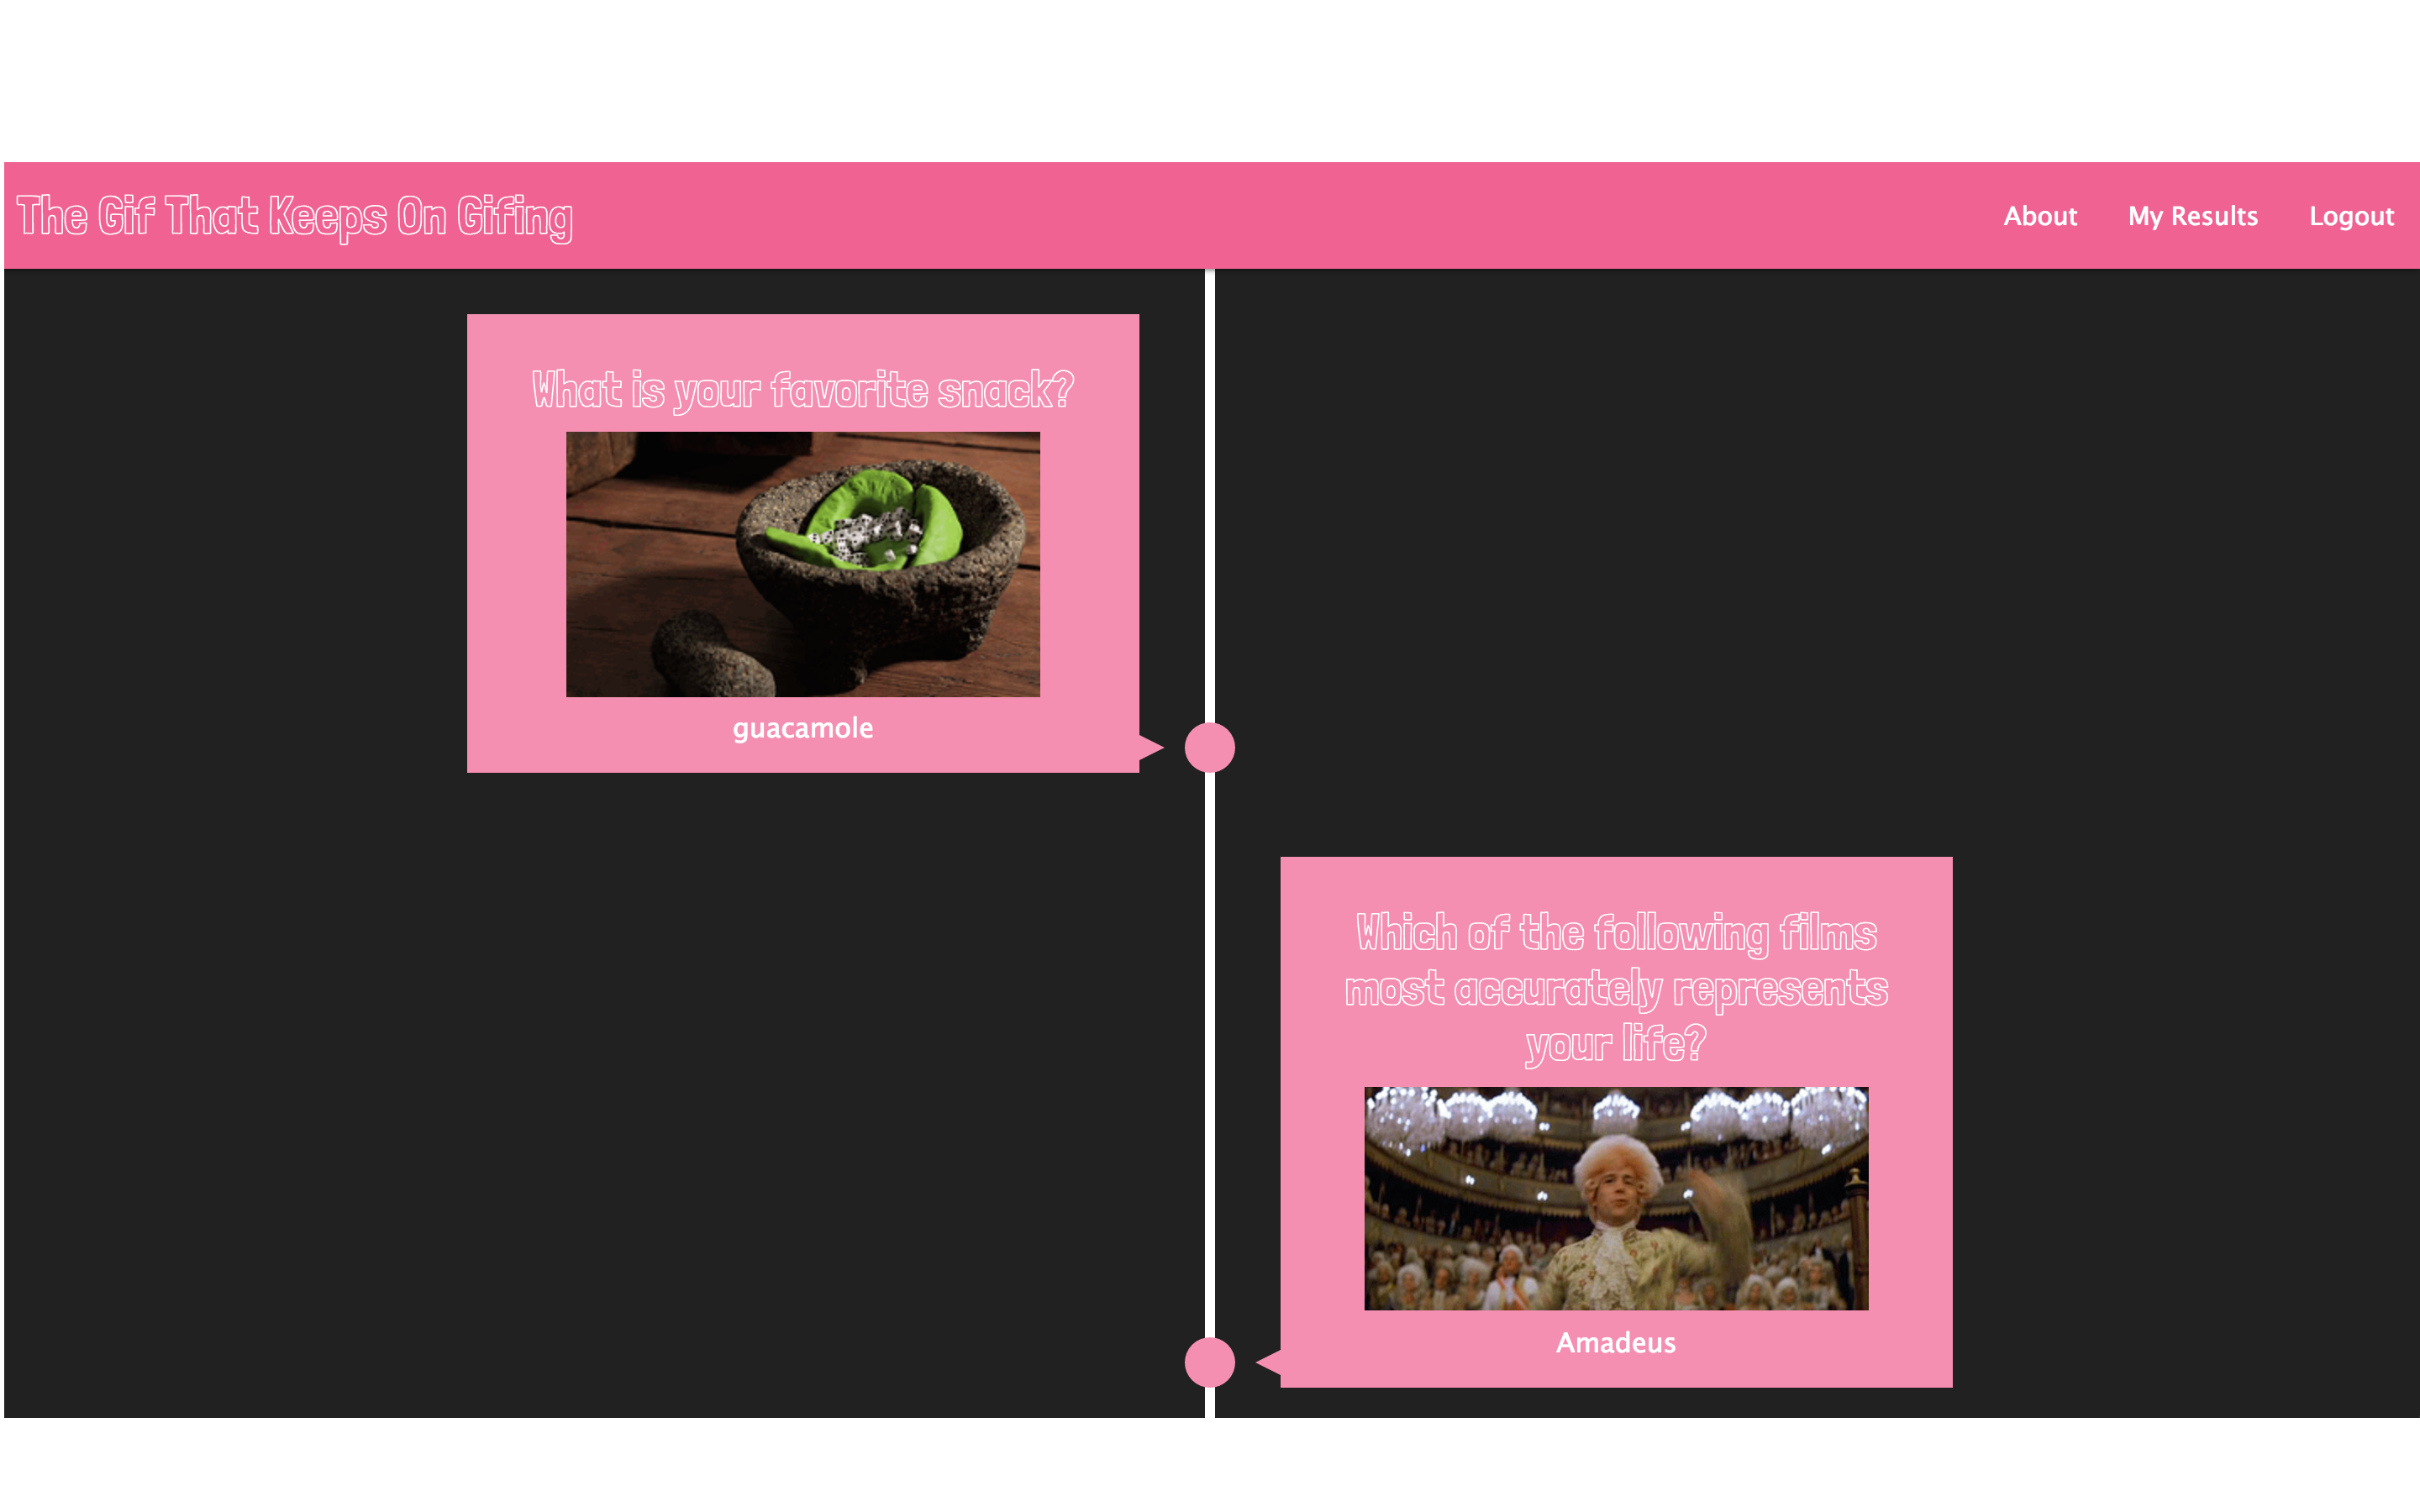 The Gif That Keeps On Gifing
About My Results Logout
What is your favorite snack?
guacamole
Which of the following films
most accurately represents
your life?
Amadeus